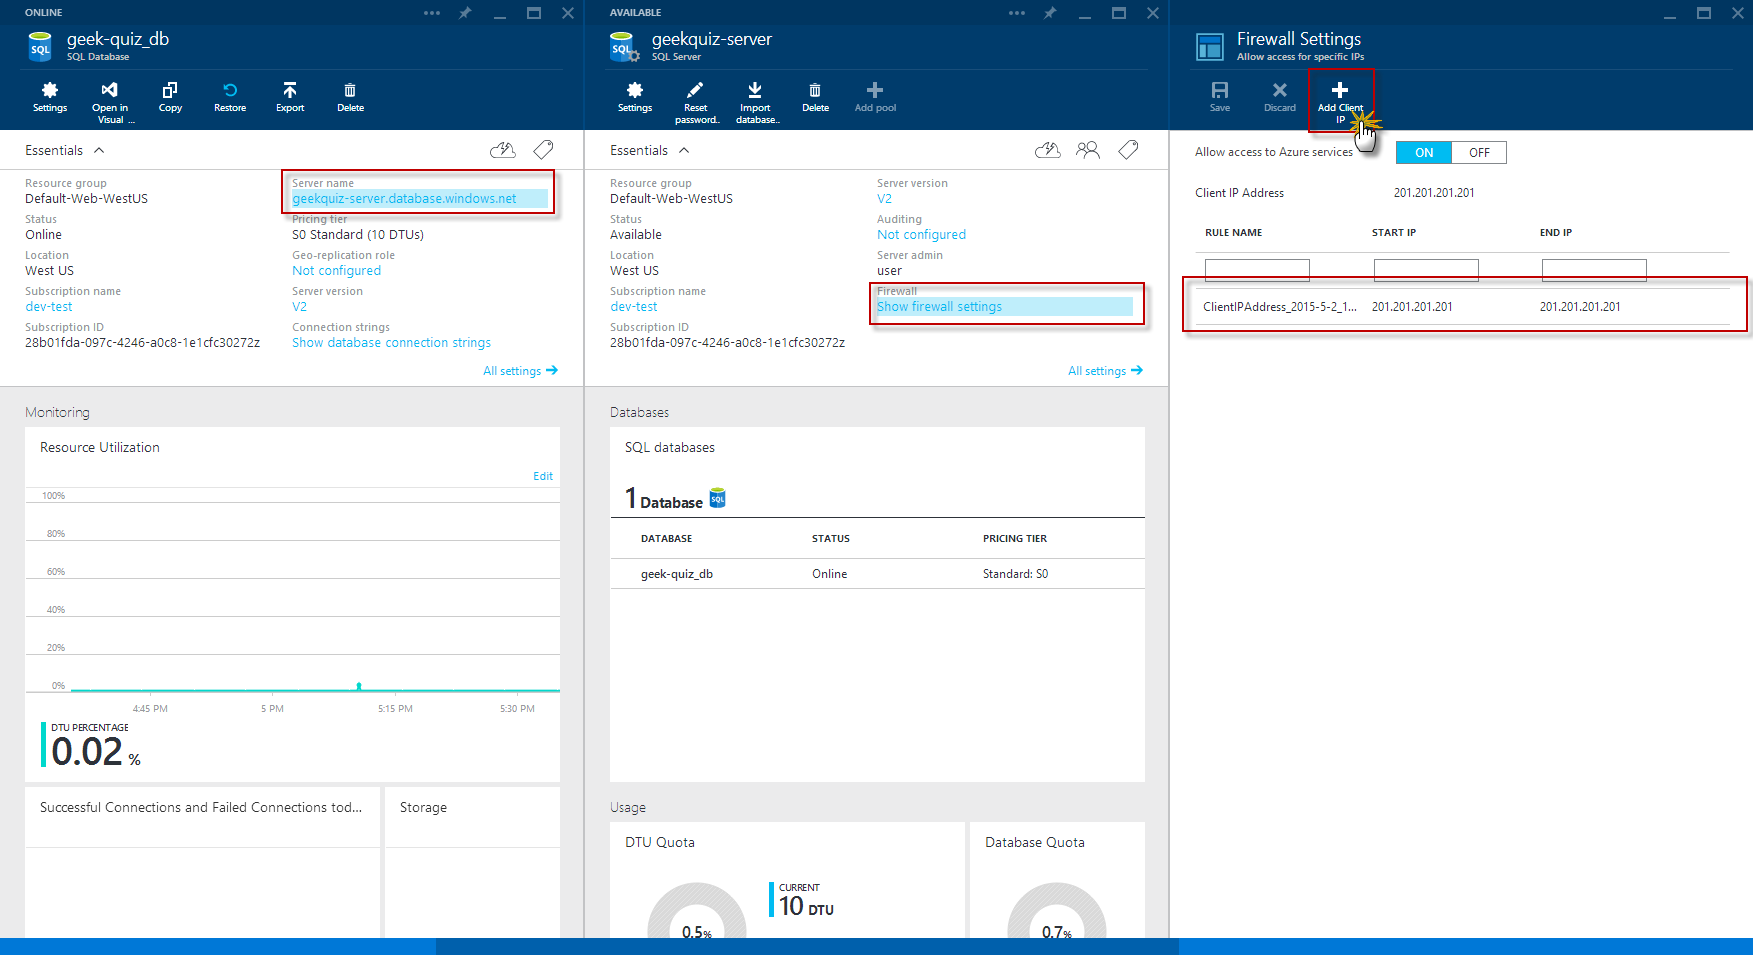 ONLINE
geek-quiz_db
SQL Database
Settings
Open in
Visual ...
Copy
Restore
Export
Delete
Essentials
Resource group
Default-Web-WestUS
Status
Online
Location
West US
Subscription name
dev-test
Subscription ID
28b01fda-097c-4246-a0c8-1e1cfc30272z
Server name
geekquiz-server.database.windows.net
Pricing tier
S0 Standard (10 DTUs)
Geo-replication role
Not configured
Server version
V2
Connection strings
Show database connection strings
All settings
Monitoring
Resource Utilization
Edit
100%
80%
60%
40%
20%
0%
4:45 PM
5 PM
5:15 PM
5:30 PM
DTU PERCENTAGE
0.02 %
Successful Connections and Failed Connections tod...
Storage
AVAILABLE
geekquiz-server
SQL Server
Settings
Reset
password..
Import
database..
Delete
Add pool
Essentials
Resource group
Default-Web-WestUS
Status
Available
Location
West US
Subscription name
dev-test
Subscription ID
28b01fda-097c-4246-a0c8-1e1cfc30272z
Server version
V2
Auditing
Not configured
Server admin
user
Firewall
Show firewall settings
All settings
Databases
SQL databases
1 Database
SQL
DATABASE STATUS PRICING TIER
geek-quiz_db Online Standard: S0
Usage
DTU Quota
0.5%
CURRENT
10 DTU
Database Quota
0.7%
Firewall Settings
Allow access for specific IPs
Save
Discard
Add Client
IP
Allow access to Azure services ON OFF
Client IP Address 201.201.201.201
RULE NAME START IP END IP
ClientIPAddress_2015-5-2_1... 201.201.201.201 201.201.201.201